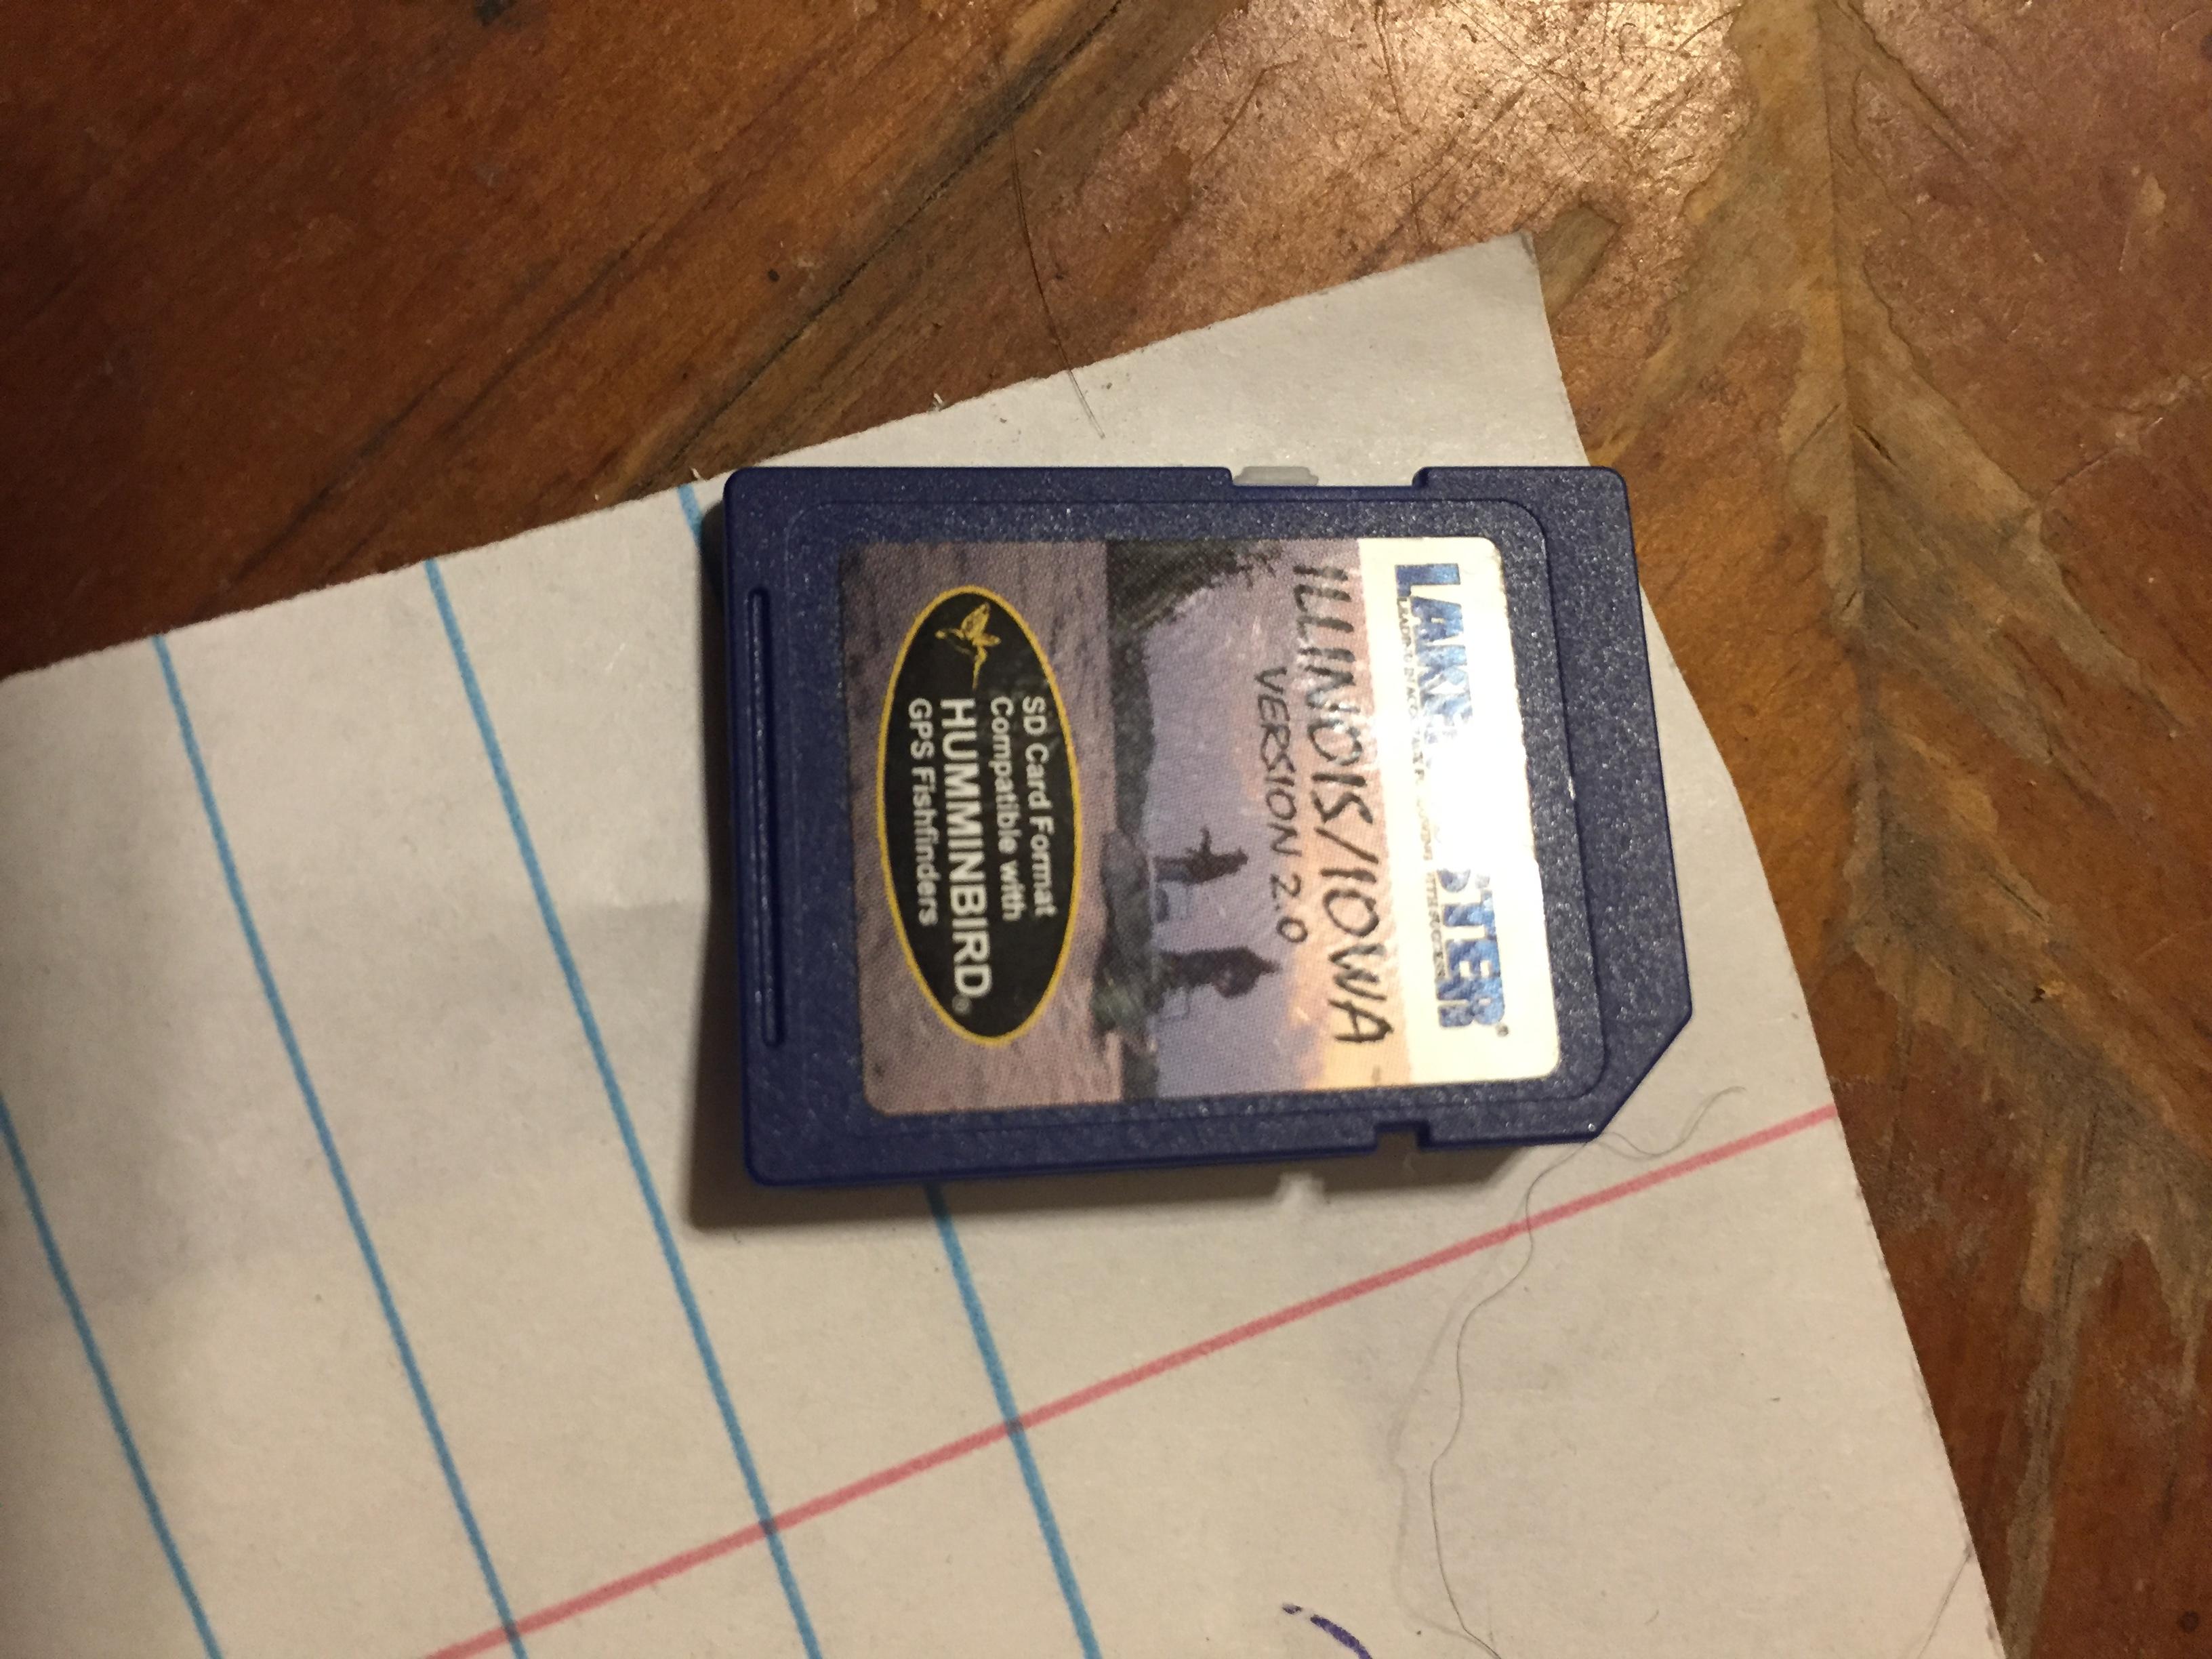 ILLINOIS/IOWA
VERSION 2.0
SD Card Format
Compatible with
HUMMINBIRD®
GPS Fishfinders